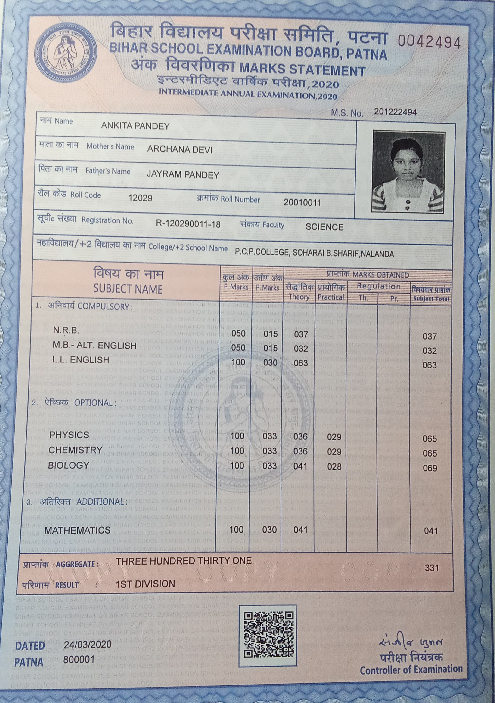 बिहार विद्यालय परीक्षा समिति, पटना
0042494
BIHAR SCHOOL EXAMINATION BOARD, PATNA
अंक विवरणिका MARKS STATEMENT
इन्टरमीडिएट वार्षिक परीक्षा, 2020
INTERMEDIATE ANNUAL EXAMINATION, 2020
M.S. No. 201222494
नाम Name ANKITA PANDEY
माता का नाम Mother's Name ARCHANA DEVI
पिता का नाम Father's Name JAYRAM PANDEY
रौल कोड Roll Code 12029 क्रमांक Roll Number 20010011
सूची० संख्या Registration No. R-120290011-18 संकाय Faculty SCIENCE
महाविद्यालय/+2 विद्यालय का नाम College/+2 School Name P.C.P.COLLEGE, SOHARAI B.SHARIF,NALANDA
विषय का नाम SUBJECT NAME
कुल अंक F.Marks
उत्तीर्ण अंक P.Marks
प्राप्तांक MARKS OBTAINED
सैद्धांतिक Theory
प्रायोगिक Practical
Regulation
Th. Pr.
विषयवार प्राप्तांक Subject Total
1. अनिवार्य COMPULSORY:
N.R.B. 050 015 037 037
M.B - ALT. ENGLISH 050 015 032 032
I.I.. ENGLISH 100 030 063 063
2. ऐच्छिक OPTIONAL:
PHYSICS 100 033 036 029 065
CHEMISTRY 100 033 036 029 065
BIOLOGY 100 033 041 028 069
3. अतिरिक्त ADDITIONAL:
MATHEMATICS 100 030 041 041
प्राप्तांक AGGREGATE: THREE HUNDRED THIRTY ONE 331
परिणाम RESULT : 1ST DIVISION
DATED 24/03/2020
PATNA 800001
परीक्षा नियंत्रक
Controller of Examination